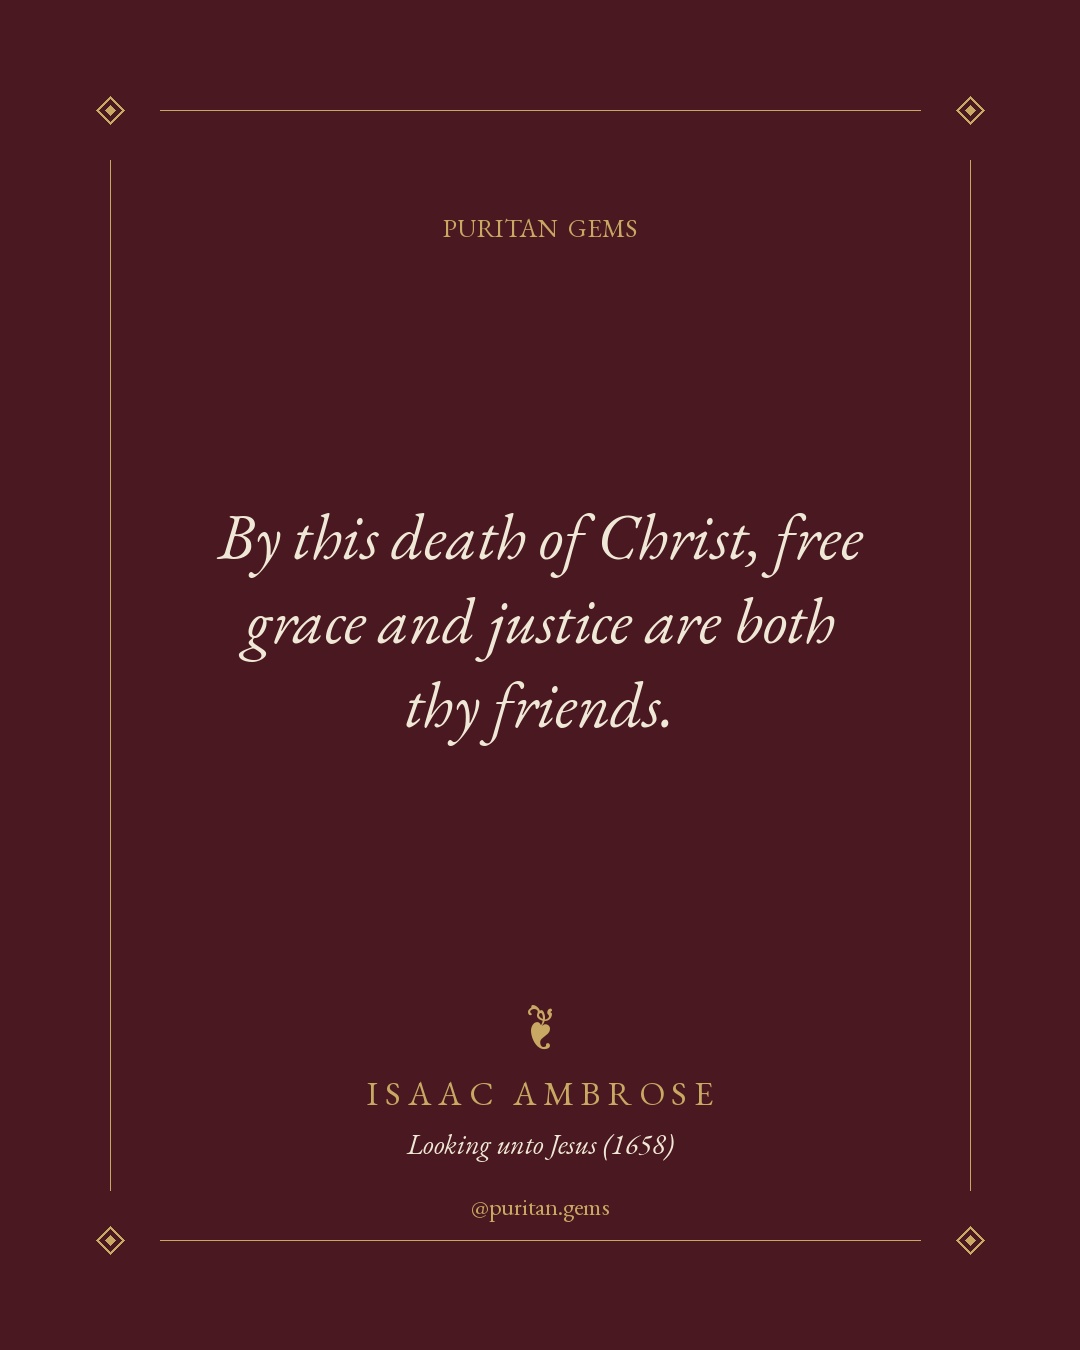 PURITAN GEMS
By this death of Christ, free
grace and justice are both
thy friends.
ISAAC AMBROSE
Looking unto Jesus (1658)
@puritan.gems